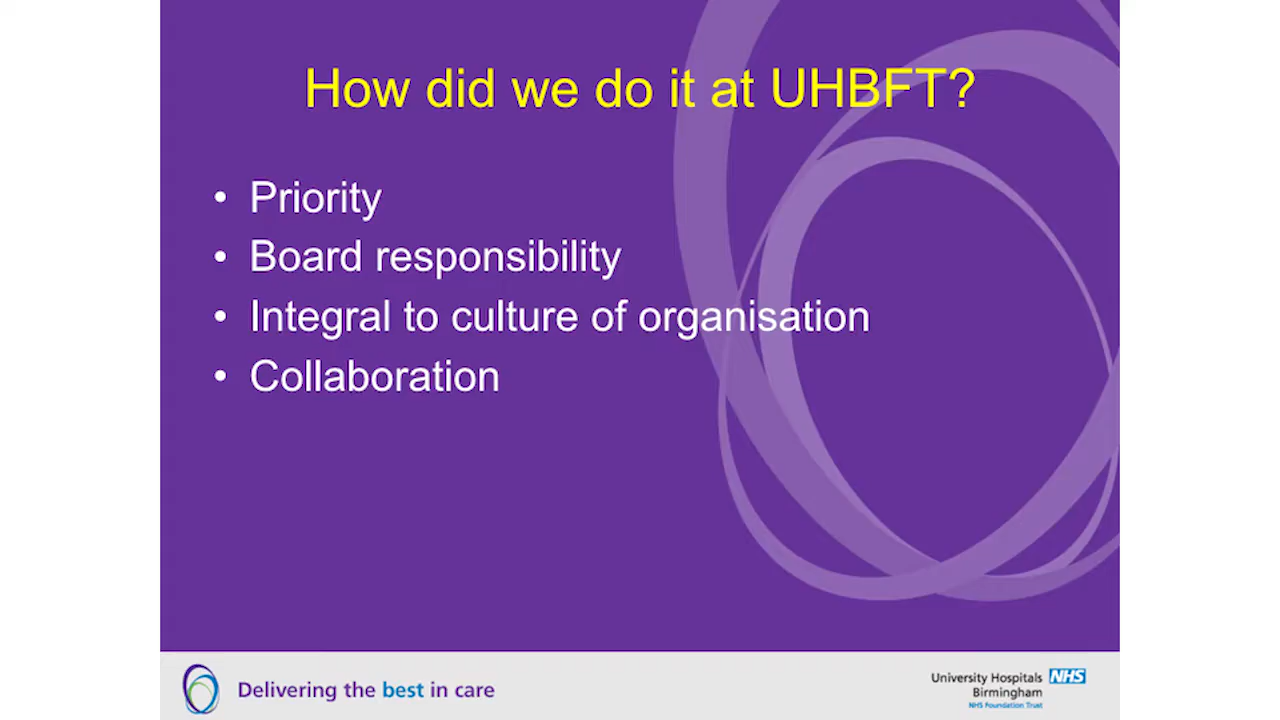 How did we do it at UHBFT?
• Priority
• Board responsibility
• Integral to culture of organisation
• Collaboration
Delivering the best in care
University Hospitals NHS
Birmingham
NHS Foundation Trust